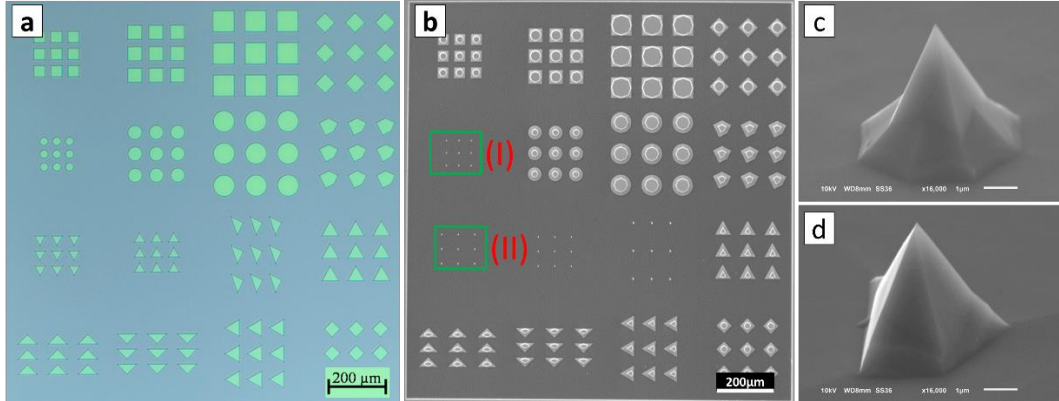 a
200 μm
b
(I)
(II)
200μm
c
10kV WD8mm SS36 x16,000 1μm
d
10kV WD8mm SS36 x16,000 1μm